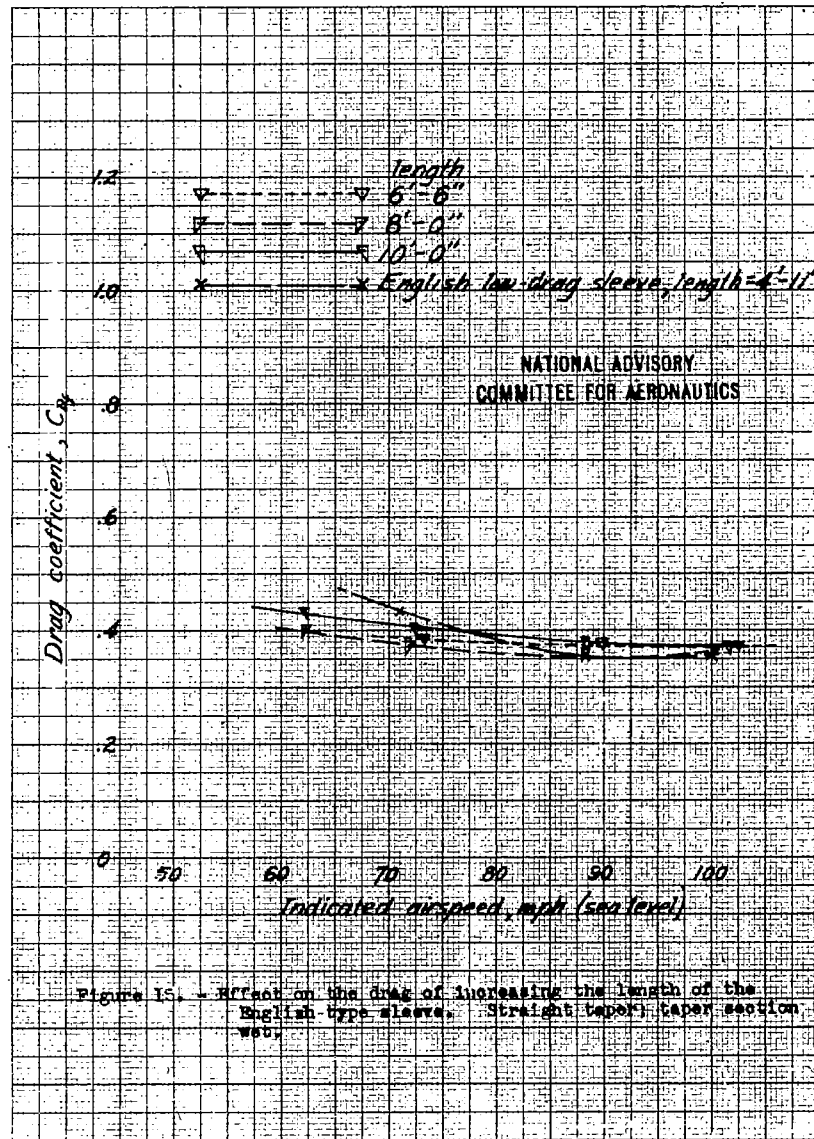 length
1.2
6'-6"
8'-0"
10'-0"
1.0
English low-drag sleeve, length=4'-11"
NATIONAL ADVISORY
COMMITTEE FOR AERONAUTICS
.8
.6
.4
.2
0
Drag coefficient, C
50 60 70 80 90 100
Indicated airspeed, mph (sea level)
Figure 15. - Effect on the drag of increasing the length of the
English-type sleeve. Straight taper; taper section
wet.